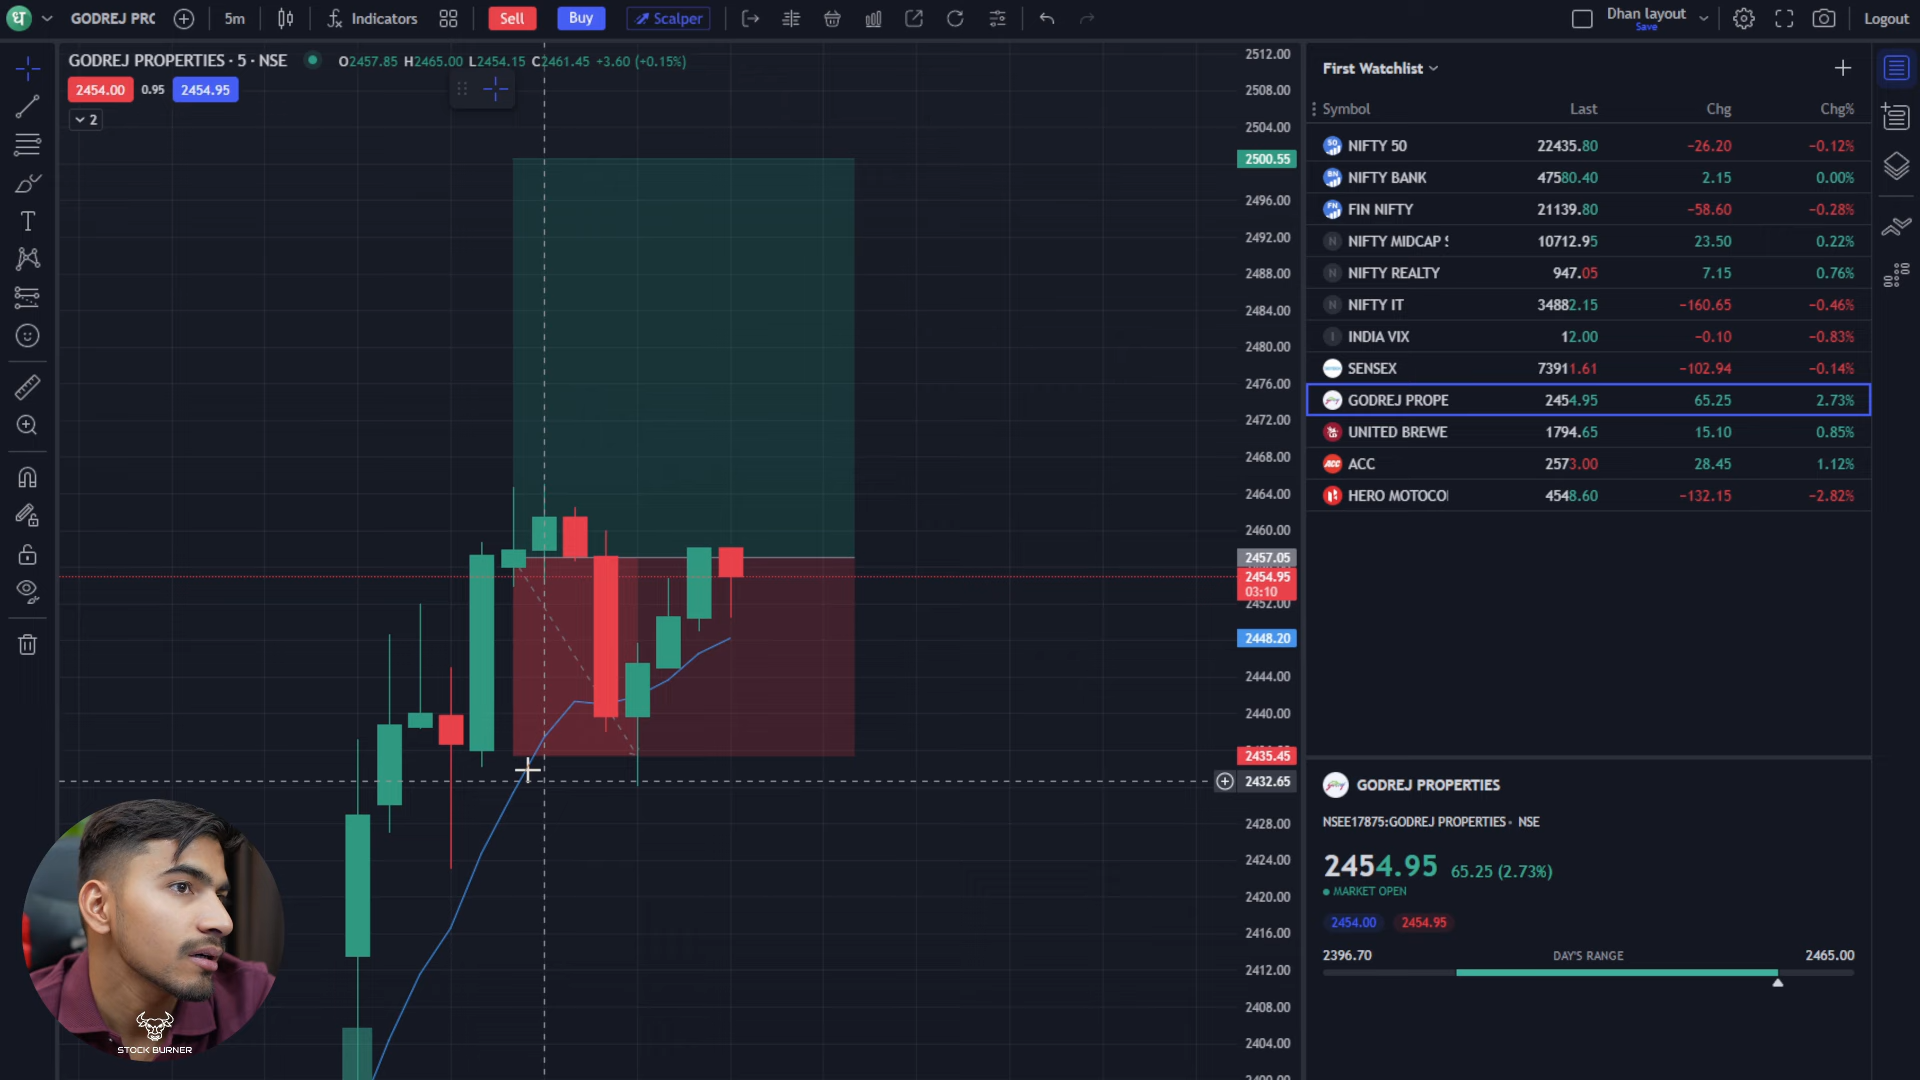 ध GODREJ PRC 5m Indicators Sell Buy Scalper Dhan layout Save Logout
GODREJ PROPERTIES · 5 · NSE O2457.85 H2465.00 L2454.15 C2461.45 +3.60 (+0.15%)
2454.00 0.95 2454.95
2
2512.00
2508.00
2504.00
2500.55
2496.00
2492.00
2488.00
2484.00
2480.00
2476.00
2472.00
2468.00
2464.00
2460.00
2457.05
2454.95
03:10
2452.00
2448.20
2444.00
2440.00
2435.45
2432.65
2428.00
2424.00
2420.00
2416.00
2412.00
2408.00
2404.00
First Watchlist
Symbol Last Chg Chg%
50 NIFTY 50 22435.80 −26.20 −0.12%
BN NIFTY BANK 47580.40 2.15 0.00%
FN FIN NIFTY 21139.80 −58.60 −0.28%
N NIFTY MIDCAP 10712.95 23.50 0.22%
N NIFTY REALTY 947.05 7.15 0.76%
N NIFTY IT 34882.15 −160.65 −0.46%
I INDIA VIX 12.00 −0.10 −0.83%
SENSEX 73911.61 −102.94 −0.14%
GODREJ PROPE 2454.95 65.25 2.73%
UNITED BREWE 1794.65 15.10 0.85%
ACC ACC 2573.00 28.45 1.12%
HERO MOTOCO 4548.60 −132.15 −2.82%
GODREJ PROPERTIES
NSEE17875:GODREJ PROPERTIES · NSE
2454.95 65.25 (2.73%)
MARKET OPEN
2454.00 2454.95
2396.70 DAY'S RANGE 2465.00
STOCK BURNER